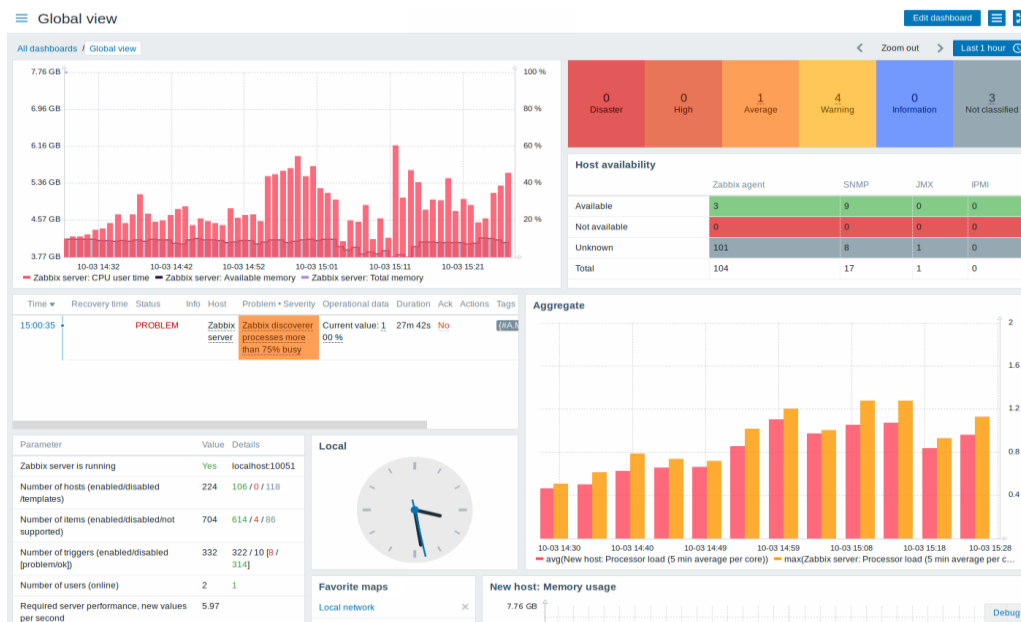 Global view
Edit dashboard
All dashboards / Global view
Zoom out
Last 1 hour
7.76 GB
6.96 GB
6.16 GB
5.36 GB
4.57 GB
3.77 GB
100 %
80 %
60 %
40 %
20 %
10-03 14:32 10-03 14:42 10-03 14:52 10-03 15:01 10-03 15:11 10-03 15:21
Zabbix server: CPU user time Zabbix server: Available memory Zabbix server: Total memory
0 0 1 4 0 3
Disaster High Average Warning Information Not classified
Host availability
Zabbix agent SNMP JMX IPMI
Available 3 9 0 0
Not available 0 0 0 0
Unknown 101 8 1 0
Total 104 17 1 0
Time Recovery time Status Info Host Problem • Severity Operational data Duration Ack Actions Tags
15:00:35 PROBLEM Zabbix Zabbix discoverer Current value: 1 27m 42s No {#A.M
server processes more 00 %
than 75% busy
Aggregate
2
1.6
1.2
0.8
0.4
10-03 14:30 10-03 14:40 10-03 14:49 10-03 14:59 10-03 15:08 10-03 15:18 10-03 15:28
avg(New host: Processor load (5 min average per core)) max(Zabbix server: Processor load (5 min average per c...
Parameter Value Details
Zabbix server is running Yes localhost:10051
Number of hosts (enabled/disabled 224 106 / 0 / 118
/templates)
Number of items (enabled/disabled/not 704 614 / 4 / 86
supported)
Number of triggers (enabled/disabled 332 322 / 10 [8 /
[problem/ok]) 314]
Number of users (online) 2 1
Required server performance, new values 5.97
per second
Local
Favorite maps
Local network
New host: Memory usage
7.76 GB
Debug